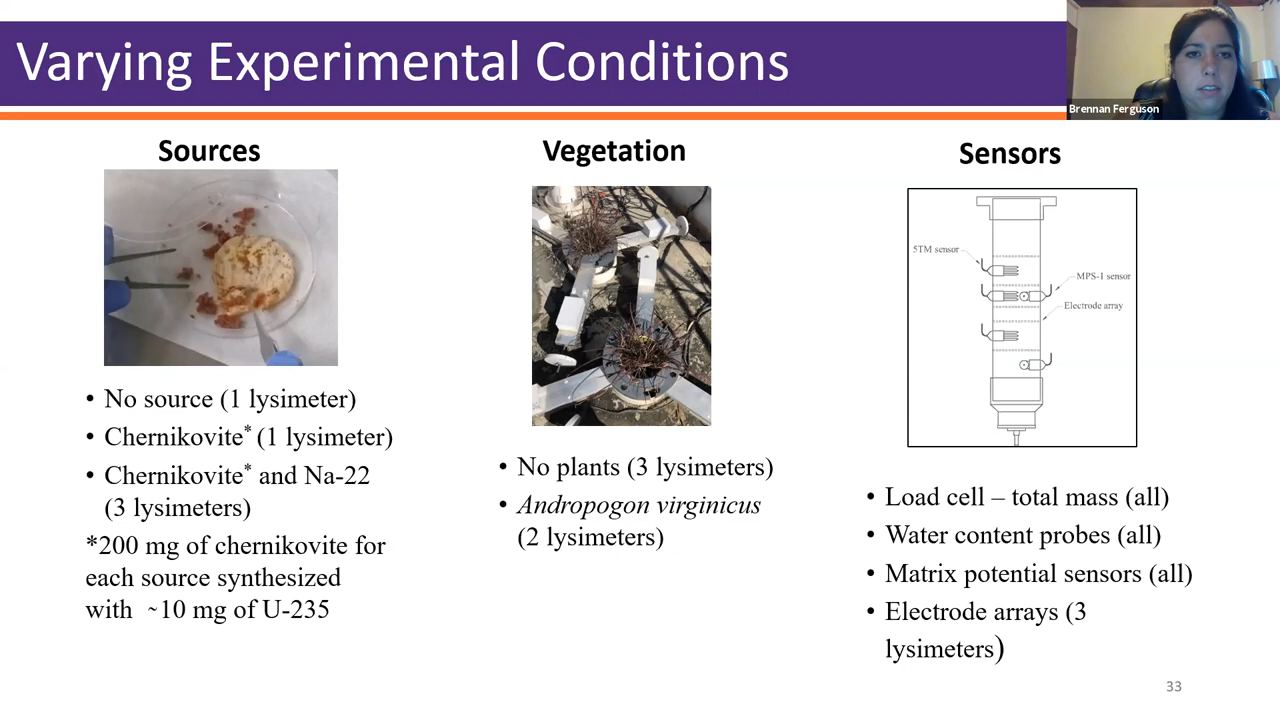 Varying Experimental Conditions
Brennan Ferguson
Sources
• No source (1 lysimeter)
• Chernikovite* (1 lysimeter)
• Chernikovite* and Na-22
(3 lysimeters)
*200 mg of chernikovite for
each source synthesized
with ~10 mg of U-235
Vegetation
• No plants (3 lysimeters)
• Andropogon virginicus
(2 lysimeters)
Sensors
5TM sensor
MPS-1 sensor
Electrode array
• Load cell – total mass (all)
• Water content probes (all)
• Matrix potential sensors (all)
• Electrode arrays (3
lysimeters)
33